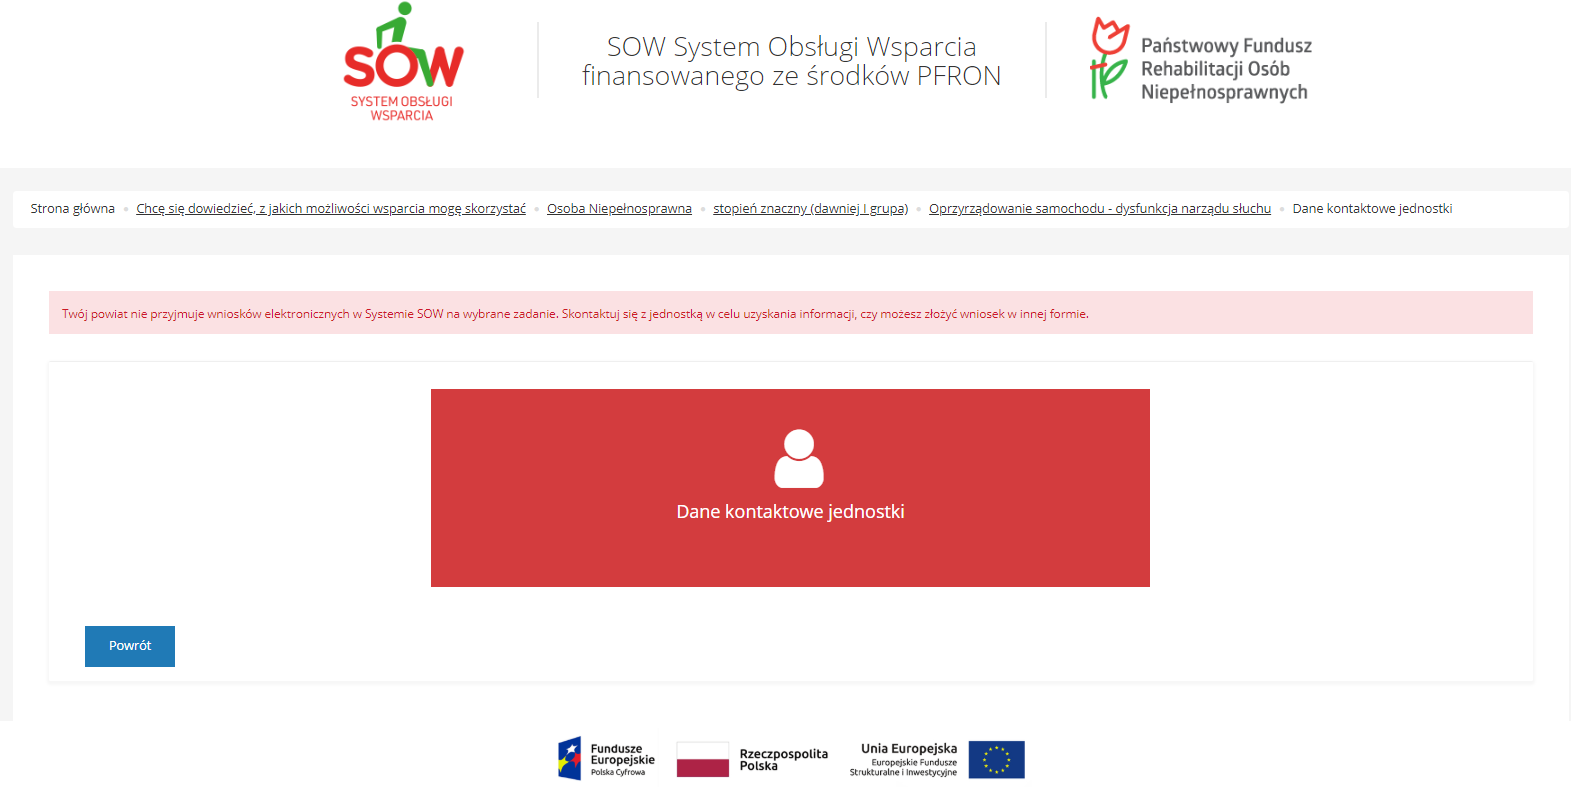 SOW
SYSTEM OBSŁUGI
WSPARCIA
SOW System Obsługi Wsparcia
finansowanego ze środków PFRON
Państwowy Fundusz
Rehabilitacji Osób
Niepełnosprawnych
Strona główna Chcę się dowiedzieć, z jakich możliwości wsparcia mogę skorzystać Osoba Niepełnosprawna stopień znaczny (dawniej I grupa) Oprzyrządowanie samochodu - dysfunkcja narządu słuchu Dane kontaktowe jednostki
Twój powiat nie przyjmuje wniosków elektronicznych w Systemie SOW na wybrane zadanie. Skontaktuj się z jednostką w celu uzyskania informacji, czy możesz złożyć wniosek w innej formie.
Dane kontaktowe jednostki
Powrót
Fundusze
Europejskie
Polska Cyfrowa
Rzeczpospolita
Polska
Unia Europejska
Europejskie Fundusze
Strukturalne i Inwestycyjne